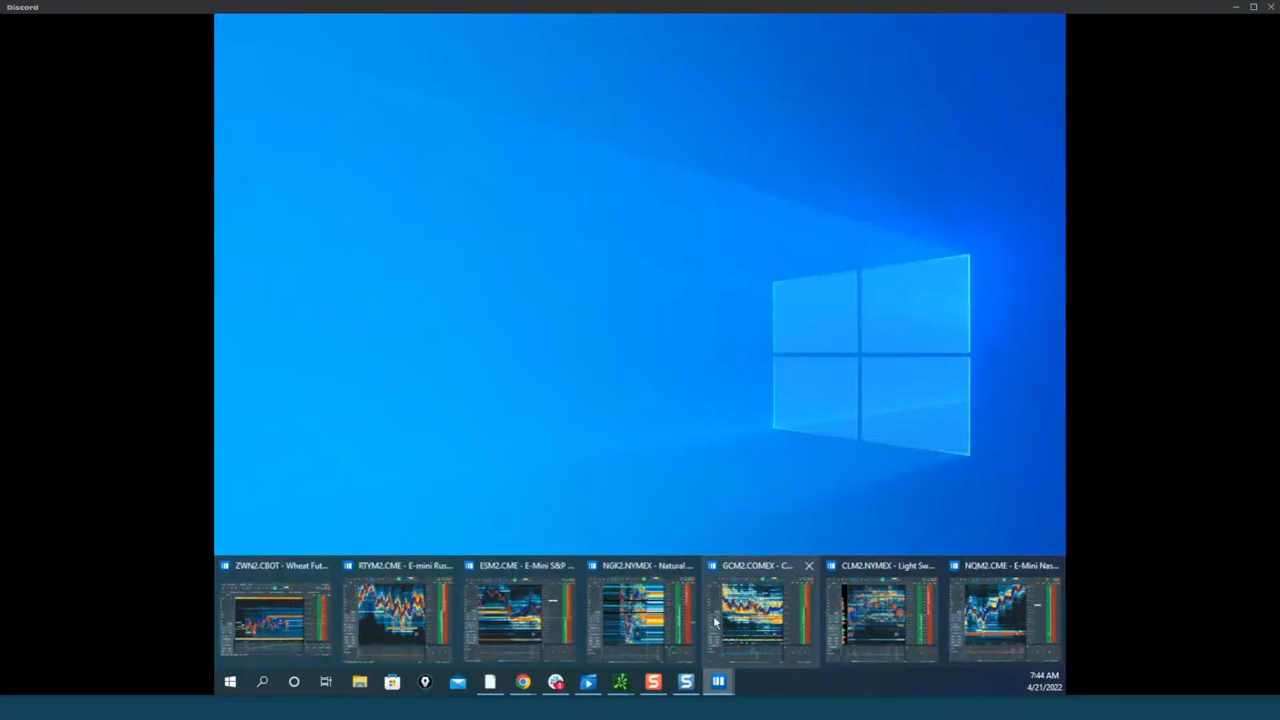 Discord
ZWN2.CBOT - Wheat Fut...
RTYM2.CME - E-mini Rus...
ESM2.CME - E-Mini S&P ...
NGK2.NYMEX - Natural ...
GCM2.COMEX - C...
CLM2.NYMEX - Light Sw...
NQM2.CME - E-Mini Nas...
7:44 AM
4/21/2022